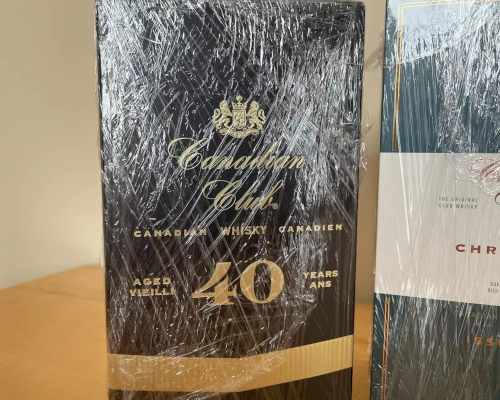 Canadian
Club®
CANADIAN WHISKY CANADIEN
AGED
VIEILLI
40
YEARS
ANS
THE ORIGINAL
CLUB WHISKY
CHR